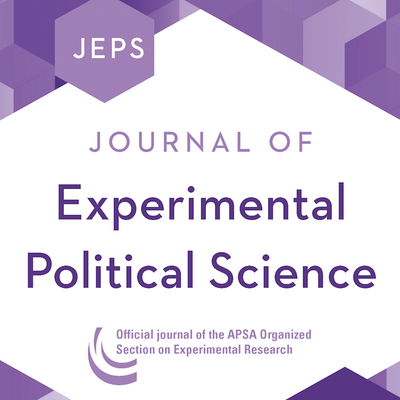 JEPS
JOURNAL OF
Experimental
Political Science
Official journal of the APSA Organized
Section on Experimental Research